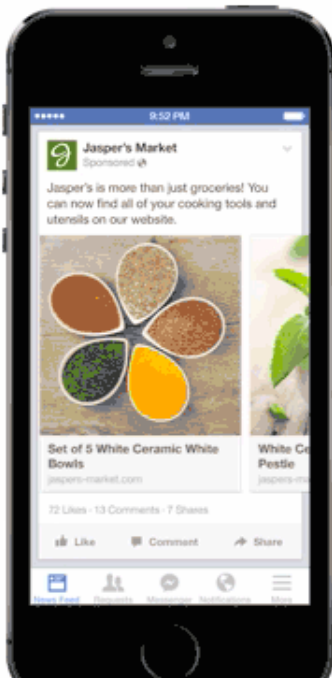 9:52 PM
Jasper's Market
Sponsored
Jasper's is more than just groceries! You
can now find all of your cooking tools and
utensils on our website.
Set of 5 White Ceramic White
Bowls
jaspers-market.com
White Ce
Pestle
jaspers-ma
72 Likes · 13 Comments · 7 Shares
Like Comment Share
News Feed Requests Messenger Notifications More